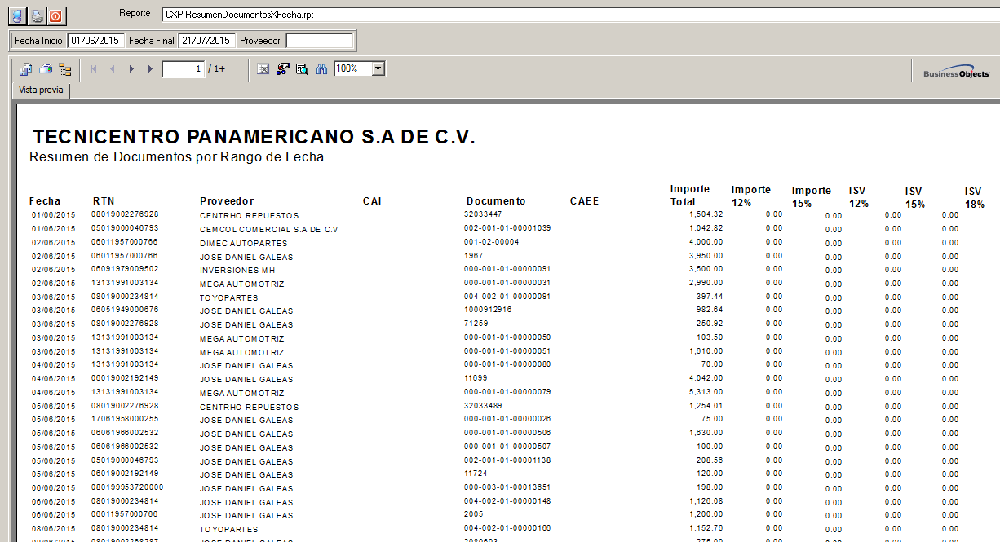 Reporte CXP ResumenDocumentosXFecha.rpt
Fecha Inicio 01/06/2015 Fecha Final 21/07/2015 Proveedor
1 / 1+ 100% BusinessObjects
Vista previa
TECNICENTRO PANAMERICANO S.A DE C.V.
Resumen de Documentos por Rango de Fecha
Fecha RTN Proveedor CAI Documento CAEE Importe Total Importe 12% Importe 15% ISV 12% ISV 15% ISV 18%
01/06/2015 08019002276928 CENTRHO REPUESTOS 32033447 1,504.32 0.00 0.00 0.00 0.00
01/06/2015 05019000046793 CEMCOL COMERCIAL S.A DE C.V 002-001-01-00001039 1,042.82 0.00 0.00 0.00 0.00
02/06/2015 06011957000766 DIMEC AUTOPARTES 001-02-00004 4,000.00 0.00 0.00 0.00 0.00
02/06/2015 06011957000766 JOSE DANIEL GALEAS 1967 3,950.00 0.00 0.00 0.00 0.00
02/06/2015 06091979009502 INVERSIONES MH 000-001-01-00000091 3,500.00 0.00 0.00 0.00 0.00
02/06/2015 13131991003134 MEGA AUTOMOTRIZ 000-001-01-00000031 2,990.00 0.00 0.00 0.00 0.00
03/06/2015 08019000234814 TOYOPARTES 004-002-01-00000091 397.44 0.00 0.00 0.00 0.00
03/06/2015 06051949000676 JOSE DANIEL GALEAS 1000912916 982.64 0.00 0.00 0.00 0.00
03/06/2015 08019002276928 JOSE DANIEL GALEAS 71259 250.92 0.00 0.00 0.00 0.00
03/06/2015 13131991003134 MEGA AUTOMOTRIZ 000-001-01-00000050 103.50 0.00 0.00 0.00 0.00
03/06/2015 13131991003134 MEGA AUTOMOTRIZ 000-001-01-00000051 1,610.00 0.00 0.00 0.00 0.00
04/06/2015 13131991003134 JOSE DANIEL GALEAS 000-001-01-00000080 70.00 0.00 0.00 0.00 0.00
04/06/2015 06019002192149 JOSE DANIEL GALEAS 11699 4,042.00 0.00 0.00 0.00 0.00
04/06/2015 13131991003134 MEGA AUTOMOTRIZ 000-001-01-00000079 5,313.00 0.00 0.00 0.00 0.00
05/06/2015 08019002276928 CENTRHO REPUESTOS 32033489 1,254.01 0.00 0.00 0.00 0.00
05/06/2015 17061958000255 JOSE DANIEL GALEAS 000-001-01-00000026 75.00 0.00 0.00 0.00 0.00
05/06/2015 06061966002532 JOSE DANIEL GALEAS 000-001-01-00000506 1,630.00 0.00 0.00 0.00 0.00
05/06/2015 06061966002532 JOSE DANIEL GALEAS 000-001-01-00000507 100.00 0.00 0.00 0.00 0.00
05/06/2015 05019000046793 JOSE DANIEL GALEAS 002-001-01-00001138 208.56 0.00 0.00 0.00 0.00
05/06/2015 06019002192149 JOSE DANIEL GALEAS 11724 120.00 0.00 0.00 0.00 0.00
06/06/2015 080199953720000 JOSE DANIEL GALEAS 000-003-01-00013651 198.00 0.00 0.00 0.00 0.00
06/06/2015 08019000234814 JOSE DANIEL GALEAS 004-002-01-00000148 1,126.08 0.00 0.00 0.00 0.00
06/06/2015 06011957000766 JOSE DANIEL GALEAS 2005 1,200.00 0.00 0.00 0.00 0.00
08/06/2015 08019000234814 TOYOPARTES 004-002-01-00000166 1,152.76 0.00 0.00 0.00 0.00
JOSE DANIEL GALEAS 275.00 0.00 0.00 0.00 0.00